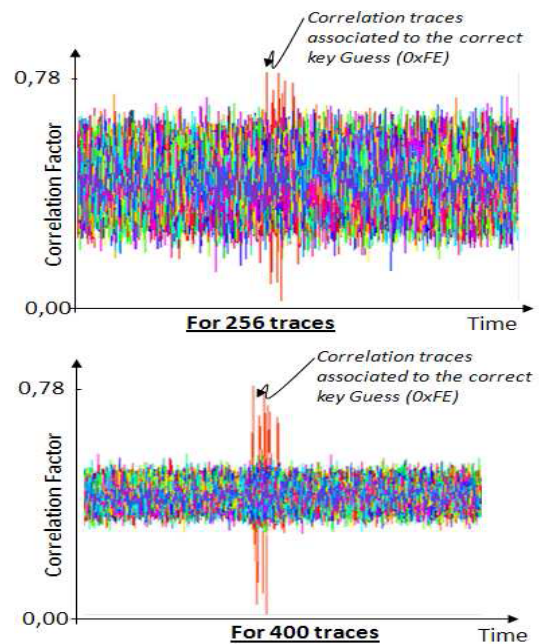 Correlation traces
associated to the correct
key Guess (0xFE)
0,78
Correlation Factor
0,00
For 256 traces
Time
Correlation traces
associated to the correct
key Guess (0xFE)
0,78
Correlation Factor
0,00
For 400 traces
Time